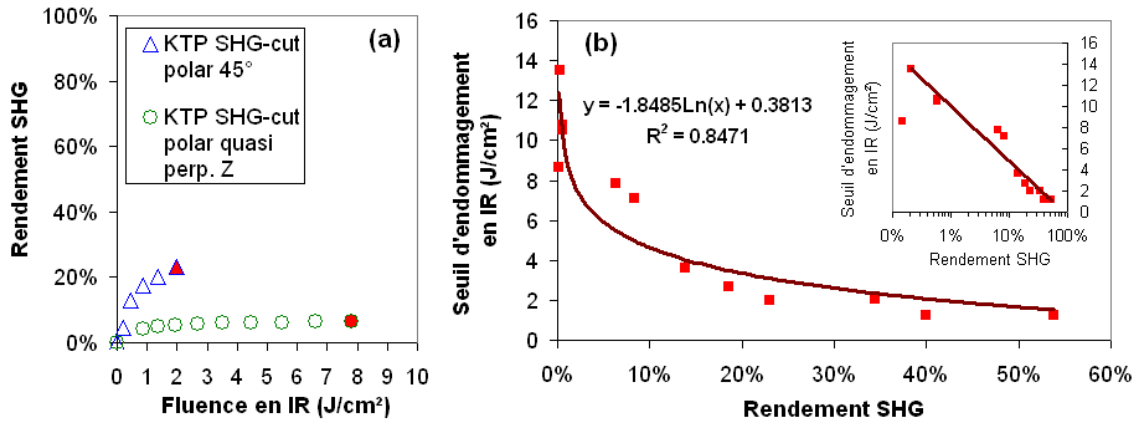 100%
80%
60%
40%
20%
0%
Rendement SHG
KTP SHG-cut
polar 45°
KTP SHG-cut
polar quasi
perp. Z
(a)
0 1 2 3 4 5 6 7 8 9 10
Fluence en IR (J/cm²)
Seuil d'endommagement
en IR (J/cm²)
16
14
12
10
8
6
4
2
0
(b)
y = -1.8485Ln(x) + 0.3813
R² = 0.8471
0% 10% 20% 30% 40% 50% 60%
Rendement SHG
Seuil d'endommagement
en IR (J/cm²)
16
14
12
10
8
6
4
2
0
0% 1% 10% 100%
Rendement SHG